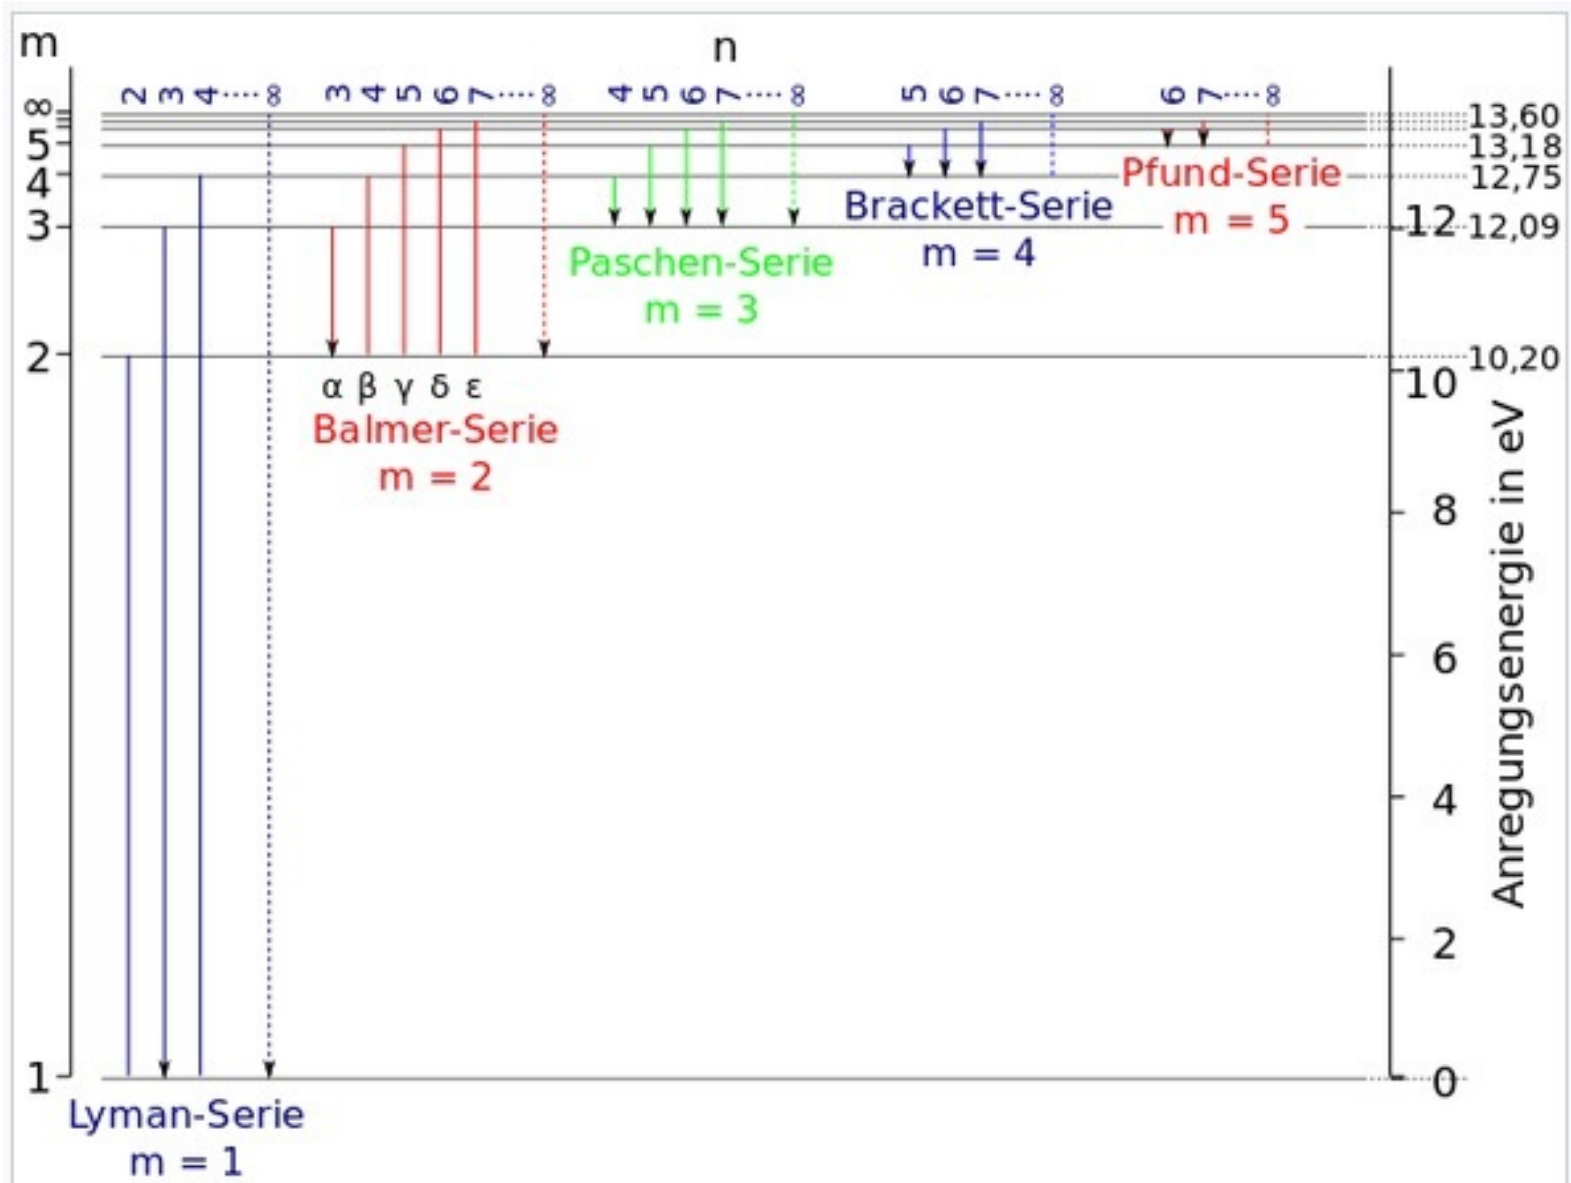 m
n
2 3 4 ..... ∞ 3 4 5 6 7 ..... ∞ 4 5 6 7 ..... ∞ 5 6 7 ..... ∞ 6 7 ..... ∞
∞
5
4
3
2
1
13,60
13,18
12,75
12,09
10,20
12
10
8
6
4
2
0
Anregungsenergie in eV
Pfund-Serie
m = 5
Brackett-Serie
m = 4
Paschen-Serie
m = 3
α β γ δ ε
Balmer-Serie
m = 2
Lyman-Serie
m = 1